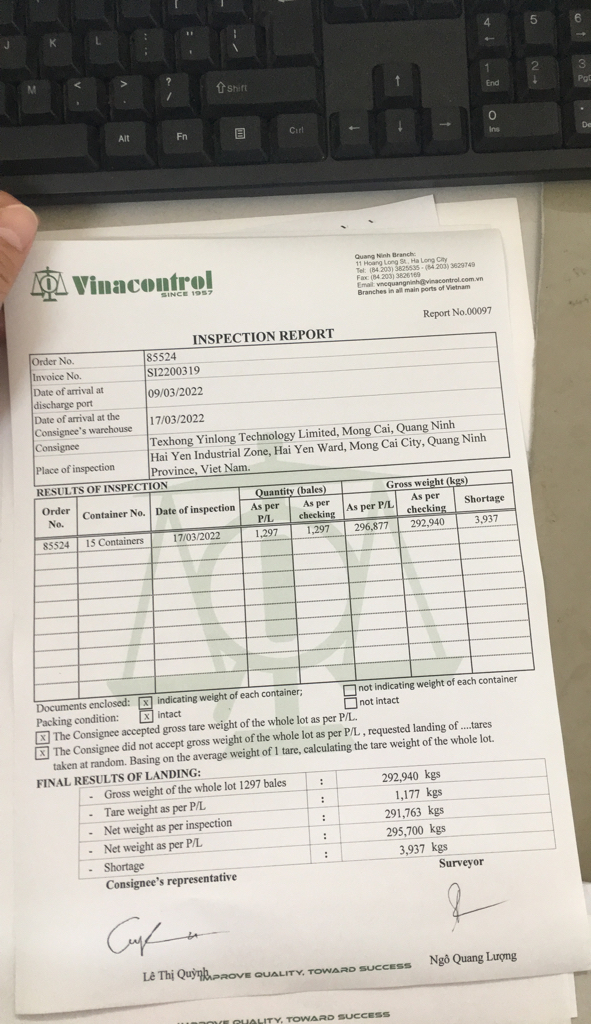 J K L : ; " ' | \
4 ← 5 6 →
M < , > . ? / ⇧ Shift ↑ 1 End 2 ↓ 3
Alt Fn Ctrl ← ↓ → 0 Ins
Vinacontrol
SINCE 1957
Quang Ninh Branch:
11 Hoang Long St., Ha Long City
Tel: (84.203) 3825535 - (84.203) 3629749
Fax: (84.203) 3826169
Email: vncquangninh@vinacontrol.com.vn
Branches in all main ports of Vietnam
Report No.00097
INSPECTION REPORT
Order No. 85524
Invoice No. SI2200319
Date of arrival at discharge port 09/03/2022
Date of arrival at the Consignee's warehouse 17/03/2022
Consignee Texhong Yinlong Technology Limited, Mong Cai, Quang Ninh
Place of inspection Hai Yen Industrial Zone, Hai Yen Ward, Mong Cai City, Quang Ninh
Province, Viet Nam.
RESULTS OF INSPECTION
Order No. Container No. Date of inspection Quantity (bales) Gross weight (kgs)
As per P/L As per checking As per P/L As per checking Shortage
85524 15 Containers 17/03/2022 1,297 1,297 296,877 292,940 3,937
Documents enclosed: x indicating weight of each container; not indicating weight of each container
Packing condition: x intact not intact
x The Consignee accepted gross tare weight of the whole lot as per P/L.
x The Consignee did not accept gross weight of the whole lot as per P/L , requested landing of ....tares
taken at random. Basing on the average weight of 1 tare, calculating the tare weight of the whole lot.
FINAL RESULTS OF LANDING:
- Gross weight of the whole lot 1297 bales : 292,940 kgs
- Tare weight as per P/L : 1,177 kgs
- Net weight as per inspection : 291,763 kgs
- Net weight as per P/L : 295,700 kgs
- Shortage : 3,937 kgs
Consignee's representative Surveyor
Lê Thị Quỳnh Ngô Quang Lượng
IMPROVE QUALITY, TOWARD SUCCESS
QUALITY, TOWARD SUCCESS